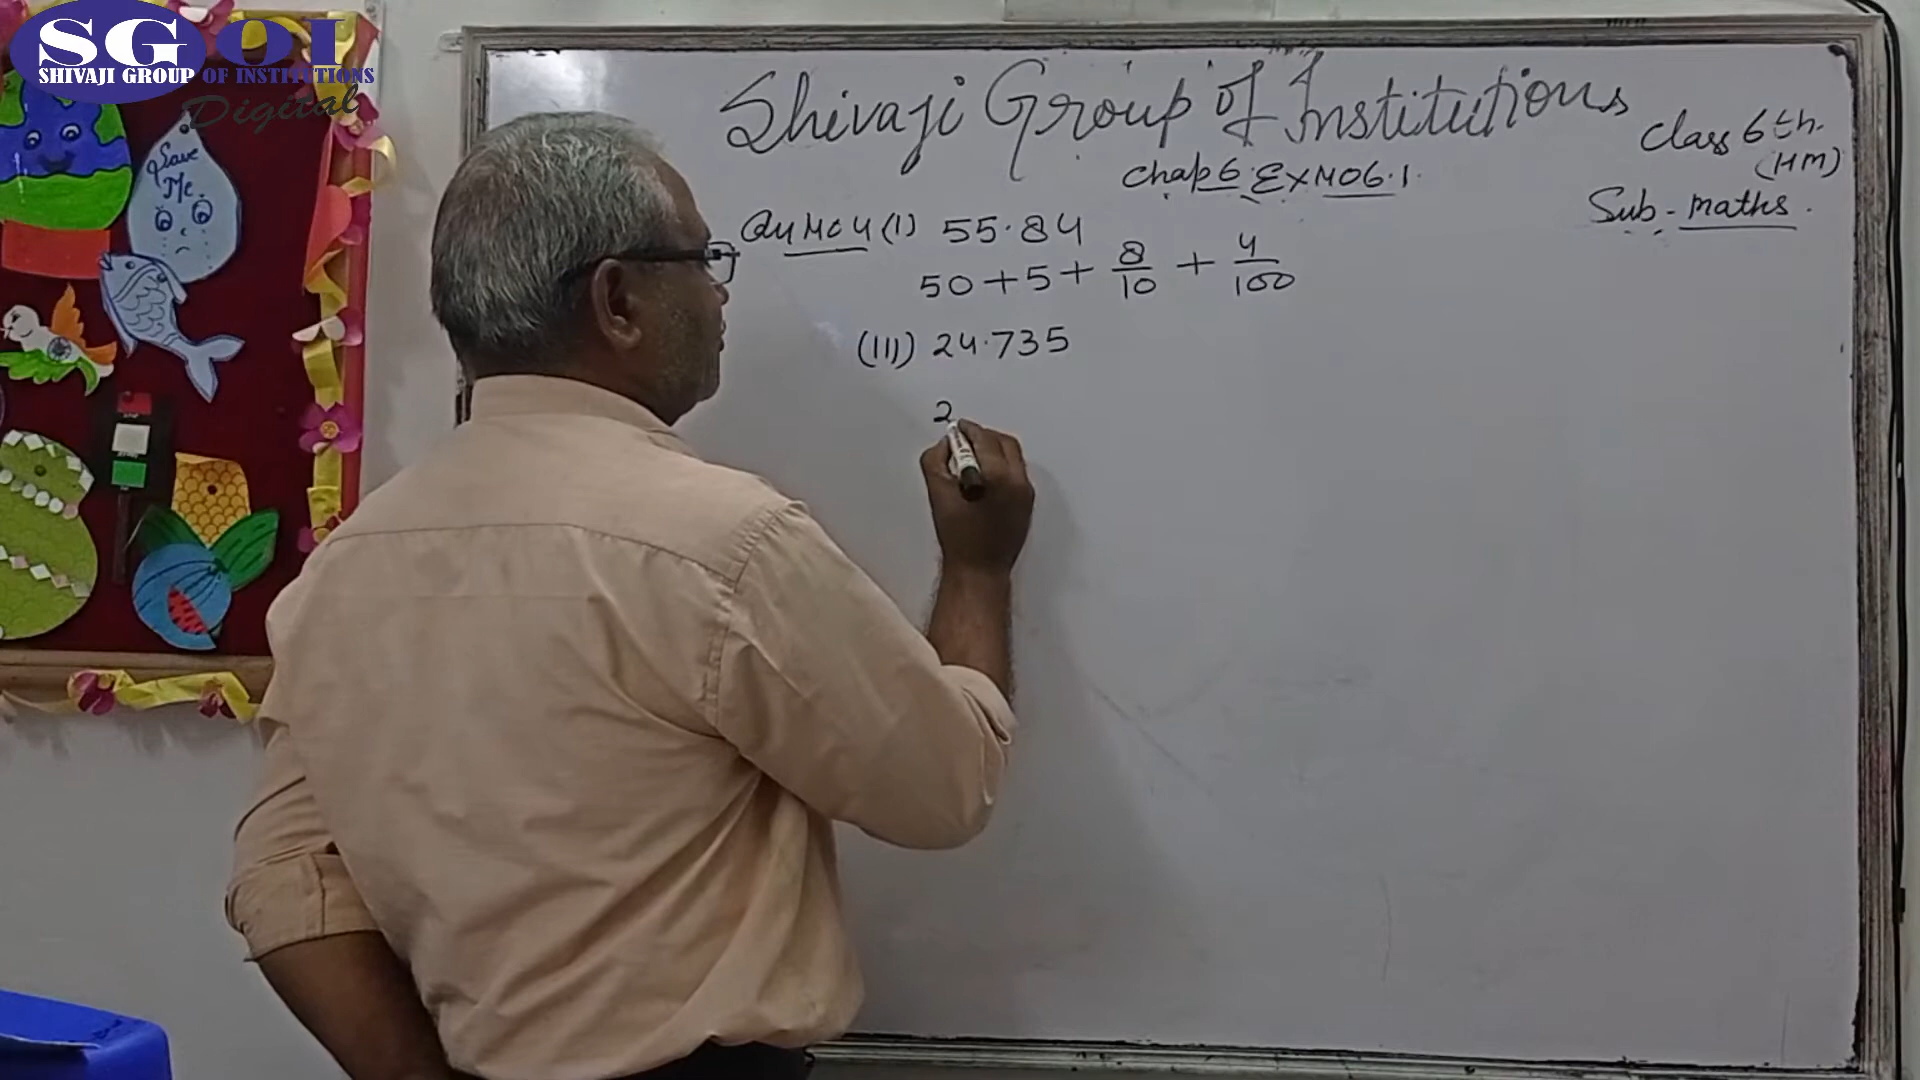 SGOI
SHIVAJI GROUP OF INSTITUTIONS
Digital
Save
Me.
Shivaji Group of Institutions
Class 6th.
(HM)
Chap 6 Ex No 6.1.
Sub - maths.
Qu No 4 (I) 55.84
50 + 5 + 8/10 + 4/100
(III) 24.735
2